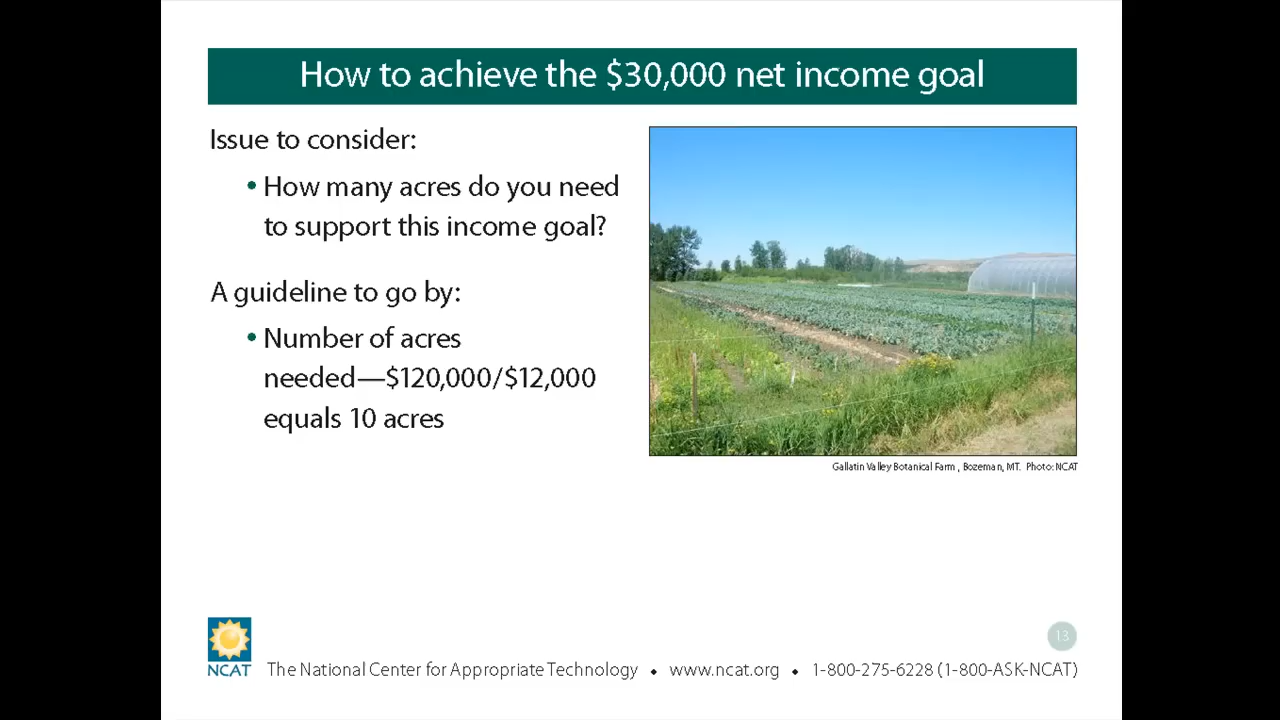 How to achieve the $30,000 net income goal
Issue to consider:
• How many acres do you need
to support this income goal?
A guideline to go by:
• Number of acres
needed—$120,000/$12,000
equals 10 acres
Gallatin Valley Botanical Farm , Bozeman, MT. Photo: NCAT
13
NCAT
The National Center for Appropriate Technology • www.ncat.org • 1-800-275-6228 (1-800-ASK-NCAT)